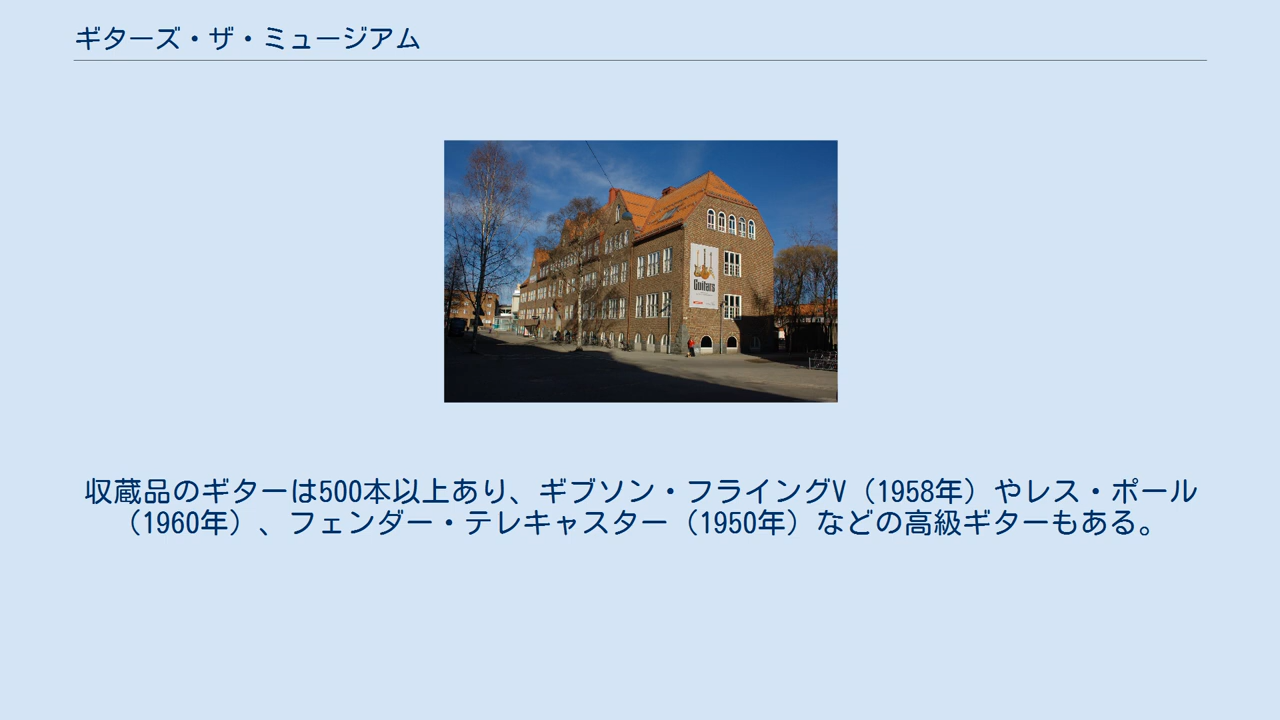 ギターズ・ザ・ミュージアム
Guitars
収蔵品のギターは500本以上あり、ギブソン・フライングV（1958年）やレス・ポール
（1960年）、フェンダー・テレキャスター（1950年）などの高級ギターもある。